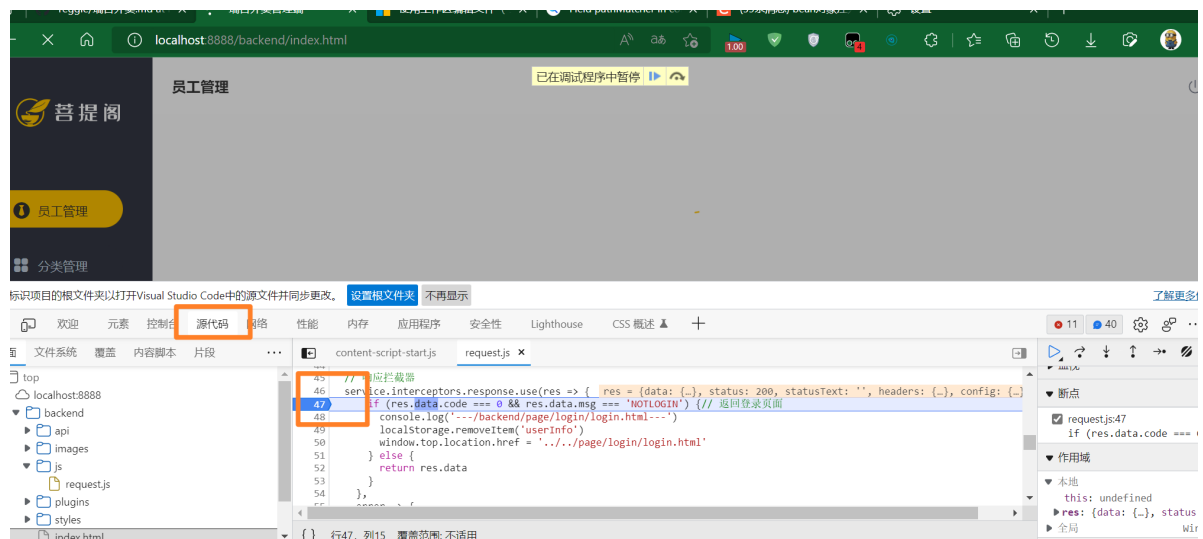 localhost:8888/backend/index.html
1.00
4
菩提阁
员工管理
已在调试程序中暂停
员工管理
分类管理
标识项目的根文件夹以打开Visual Studio Code中的源文件并同步更改。 设置根文件夹 不再显示
欢迎 元素 控制台 源代码 网络 性能 内存 应用程序 安全性 Lighthouse CSS 概述
11 40
文件系统 覆盖 内容脚本 片段 content-script-start.js request.js
top
localhost:8888
backend
api
images
js
request.js
plugins
styles
index.html
45 // 响应拦截器
46 service.interceptors.response.use(res => { res = {data: {…}, status: 200, statusText: '', headers: {…}, config: {…}
47 if (res.data.code === 0 && res.data.msg === 'NOTLOGIN') {// 返回登录页面
48 console.log('---/backend/page/login/login.html---')
49 localStorage.removeItem('userInfo')
50 window.top.location.href = '../../page/login/login.html'
51 } else {
52 return res.data
53 }
54 },
{ } 行47，列15 覆盖范围: 不适用
断点
request.js:47
if (res.data.code ===
作用域
本地
this: undefined
res: {data: {…}, status
全局